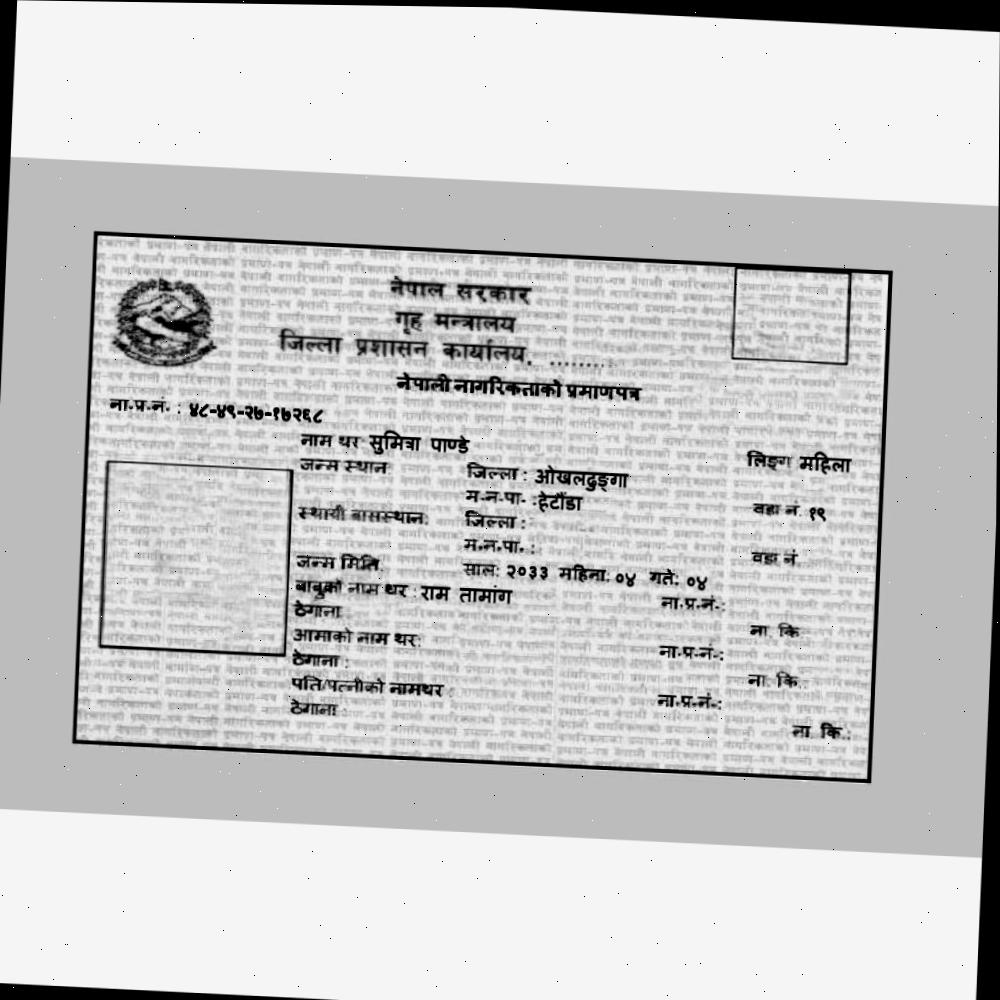 नेपाल सरकार
गृह मन्त्रालय
जिल्ला प्रशासन कार्यालय, .........
नेपाली नागरिकताको प्रमाणपत्र
ना.प्र.नं. : ४८-४९-२७-१७२६८
नाम थर सुमित्रा पाण्डे लिङ्ग महिला
जन्म स्थान: जिल्ला : ओखलढुङ्गा
म.न.पा. :हेटौंडा वडा नं. १९
स्थायी बासस्थान: जिल्ला :
म.न.पा. : वडा नं.
जन्म मिति: साल: २०३३ महिना: ०४ गते: ०४
बाबुको नाम थर : राम तामांग ना.प्र.नं.:
ठेगाना : ना. कि.:
आमाको नाम थर: ना.प्र.नं.:
ठेगाना : ना. कि.:
पति/पत्नीको नामथर : ना.प्र.नं.:
ठेगाना : ना. कि.: